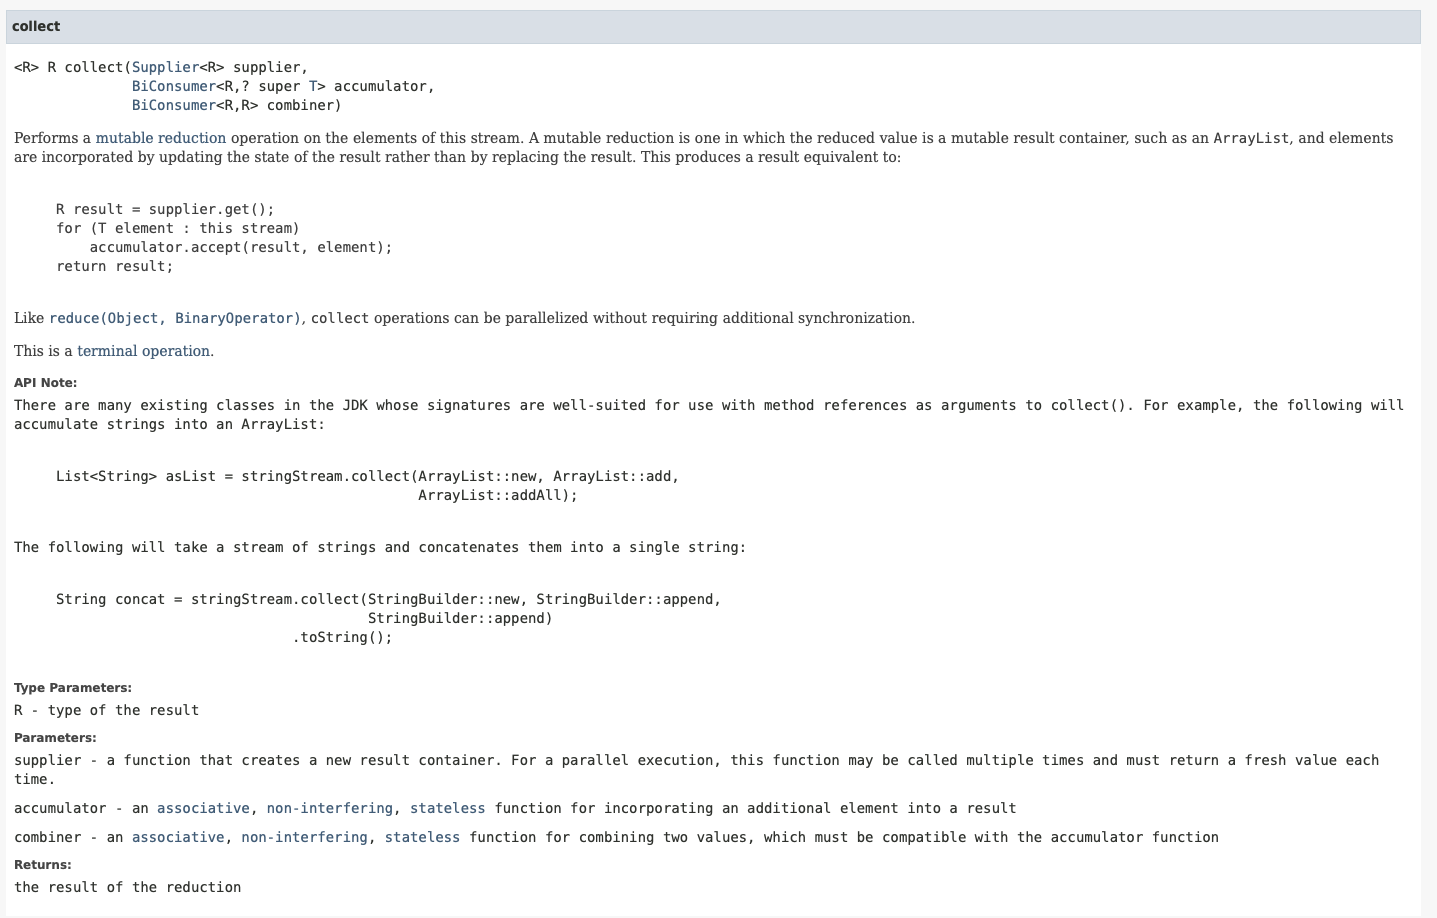 collect
<R> R collect(Supplier<R> supplier,
BiConsumer<R,? super T> accumulator,
BiConsumer<R,R> combiner)
Performs a mutable reduction operation on the elements of this stream. A mutable reduction is one in which the reduced value is a mutable result container, such as an ArrayList, and elements
are incorporated by updating the state of the result rather than by replacing the result. This produces a result equivalent to:
R result = supplier.get();
for (T element : this stream)
accumulator.accept(result, element);
return result;
Like reduce(Object, BinaryOperator), collect operations can be parallelized without requiring additional synchronization.
This is a terminal operation.
API Note:
There are many existing classes in the JDK whose signatures are well-suited for use with method references as arguments to collect(). For example, the following will
accumulate strings into an ArrayList:
List<String> asList = stringStream.collect(ArrayList::new, ArrayList::add,
ArrayList::addAll);
The following will take a stream of strings and concatenates them into a single string:
String concat = stringStream.collect(StringBuilder::new, StringBuilder::append,
StringBuilder::append)
.toString();
Type Parameters:
R - type of the result
Parameters:
supplier - a function that creates a new result container. For a parallel execution, this function may be called multiple times and must return a fresh value each
time.
accumulator - an associative, non-interfering, stateless function for incorporating an additional element into a result
combiner - an associative, non-interfering, stateless function for combining two values, which must be compatible with the accumulator function
Returns:
the result of the reduction